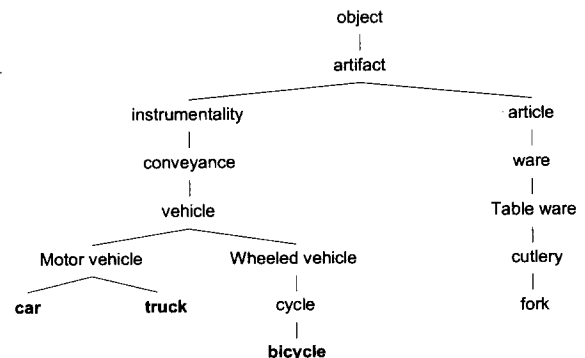 object
artifact
instrumentality article
conveyance ware
vehicle Table ware
Motor vehicle Wheeled vehicle cutlery
car truck cycle fork
bicycle